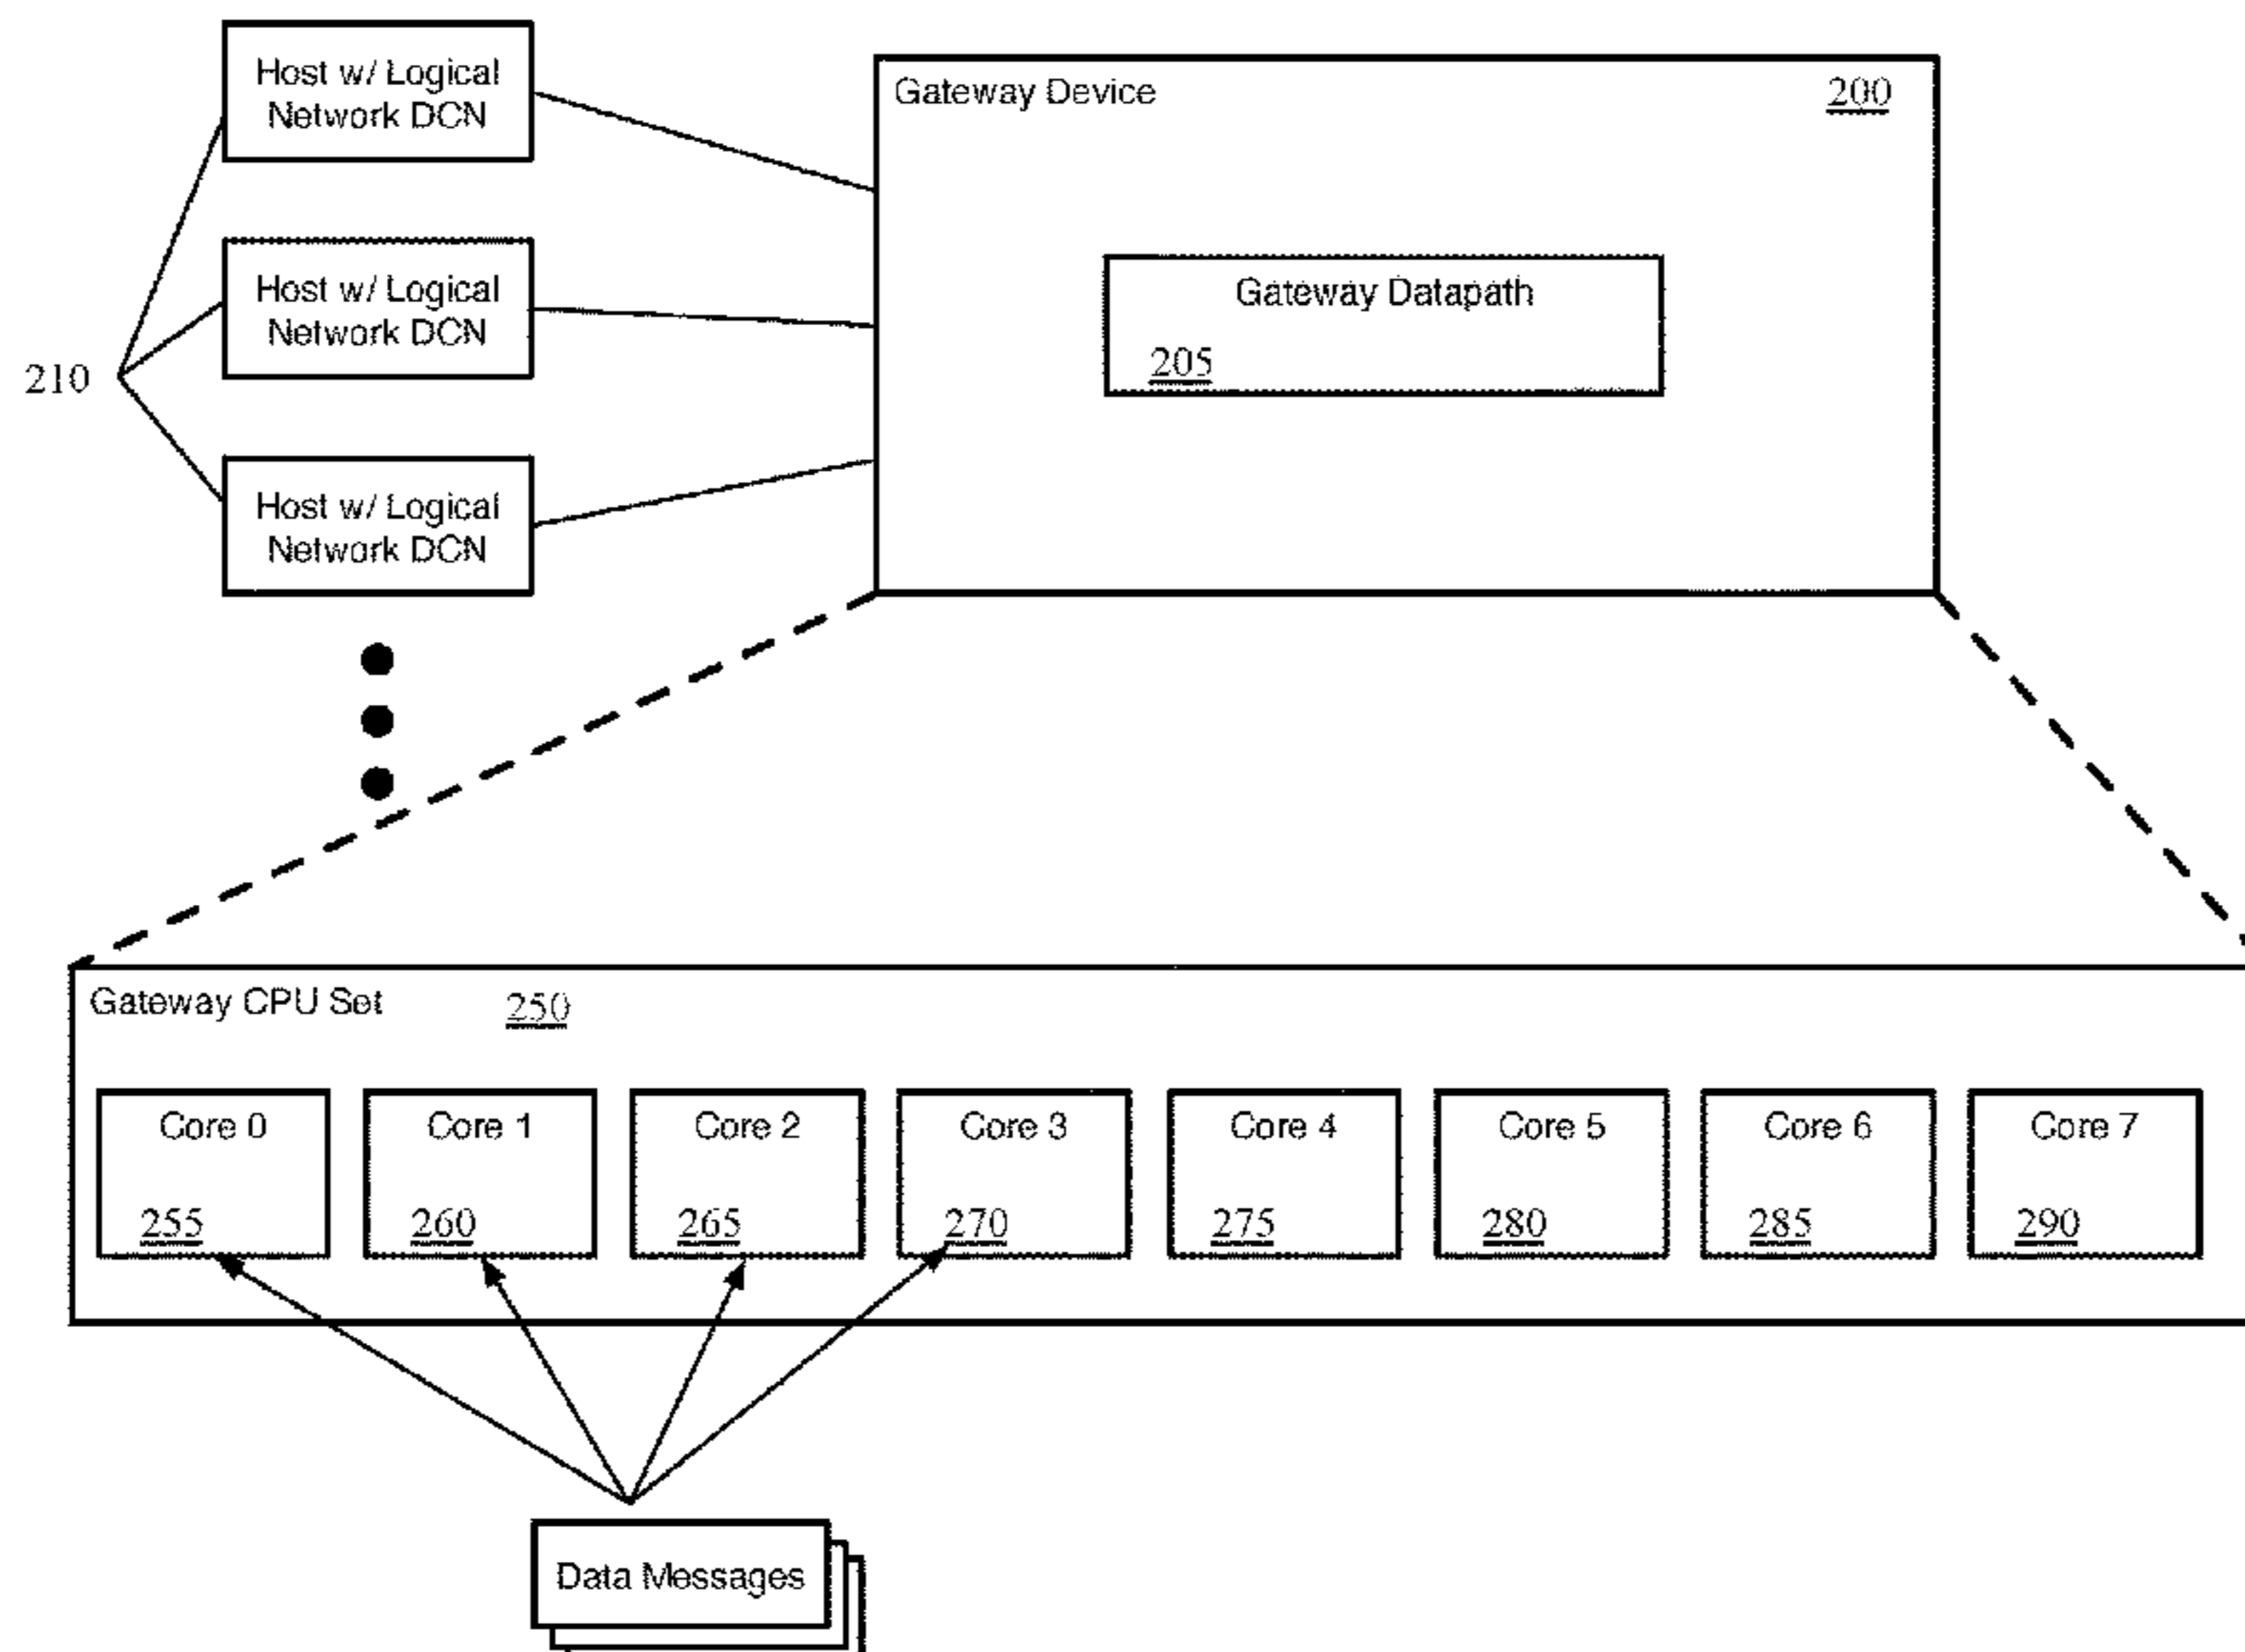 Host w/ Logical
Network DCN
Gateway Device
200
Host w/ Logical
Network DCN
Gateway Datapath
205
210
Host w/ Logical
Network DCN
Gateway CPU Set
250
Core 0
Core 1
Core 2
Core 3
Core 4
Core 5
Core 6
Core 7
255
260
265
270
275
280
285
290
Data Messages